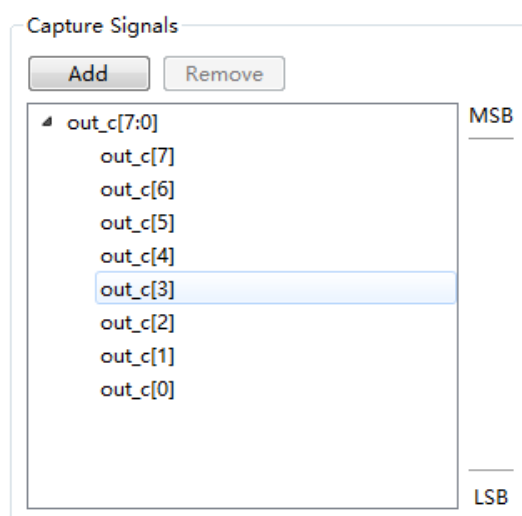 Capture Signals
Add Remove
out_c[7:0] MSB
out_c[7]
out_c[6]
out_c[5]
out_c[4]
out_c[3]
out_c[2]
out_c[1]
out_c[0]
LSB